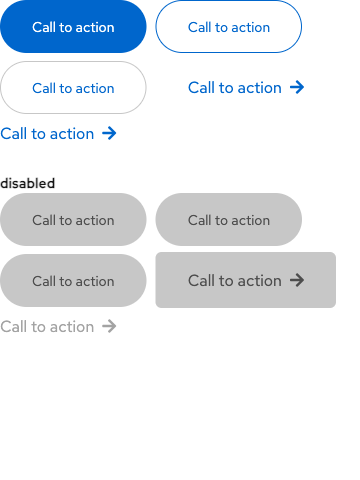 Call to action Call to action
Call to action Call to action →
Call to action →
disabled
Call to action Call to action
Call to action Call to action →
Call to action →